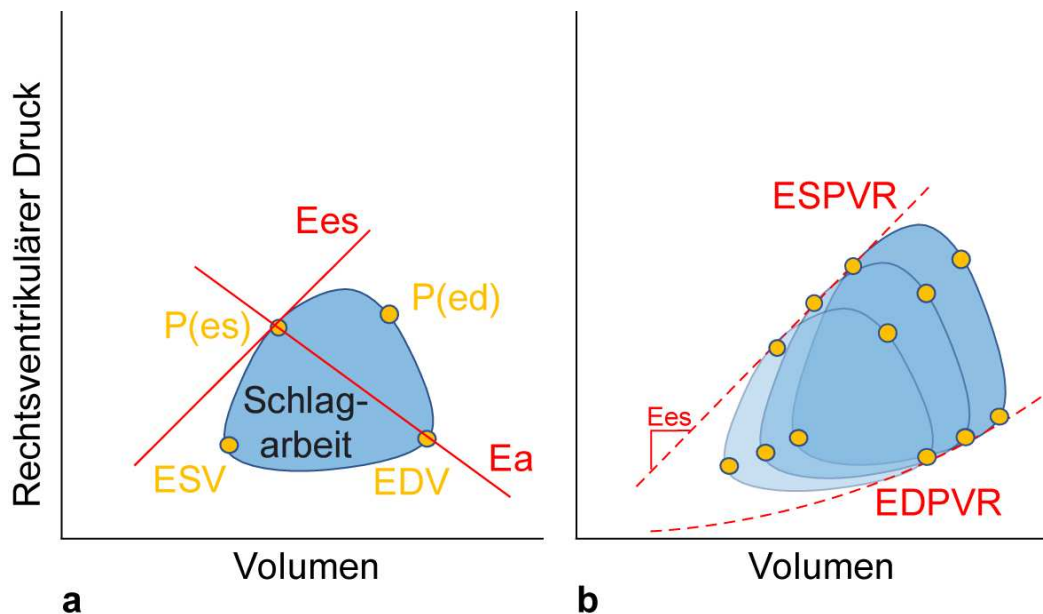 Rechtsventrikulärer Druck
Ees
P(es)
P(ed)
Schlag-
arbeit
ESV
EDV
Ea
Volumen
a
ESPVR
Ees
EDPVR
Volumen
b